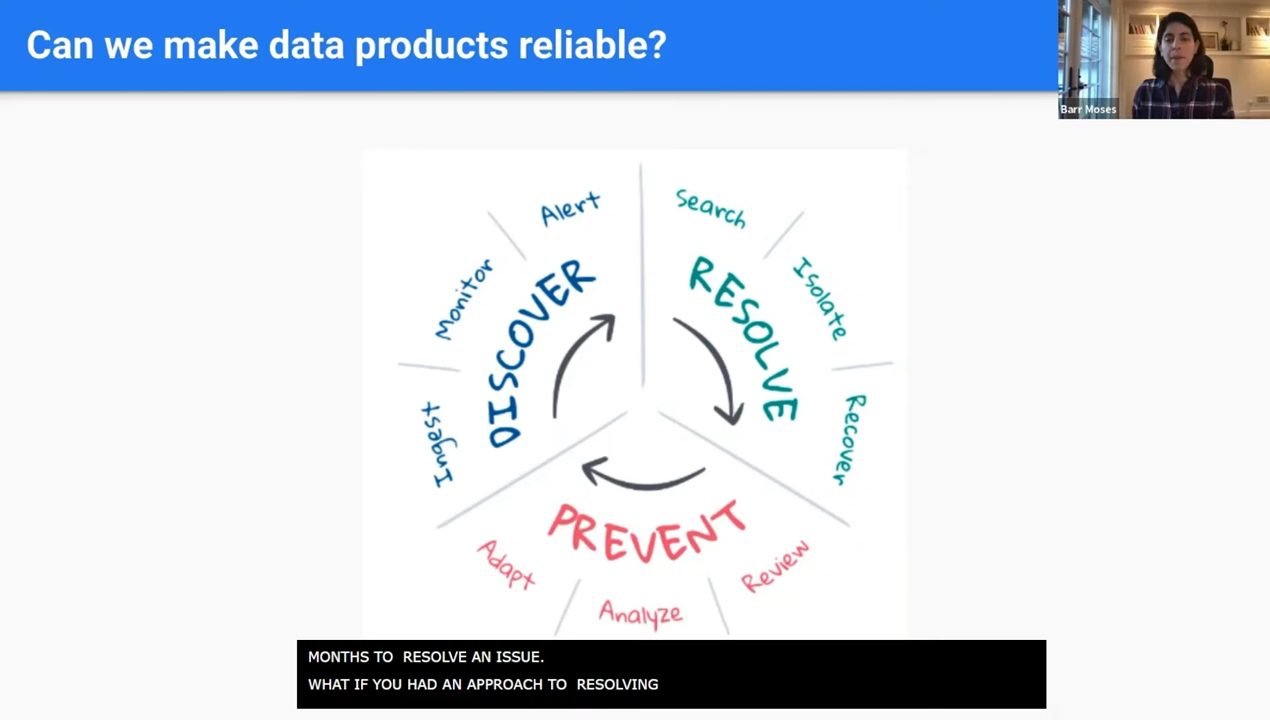 Can we make data products reliable?
Barr Moses
Alert
Search
Monitor
DISCOVER
RESOLVE
Isolate
Ingest
Recover
PREVENT
Adapt
Analyze
Review
MONTHS TO RESOLVE AN ISSUE.
WHAT IF YOU HAD AN APPROACH TO RESOLVING